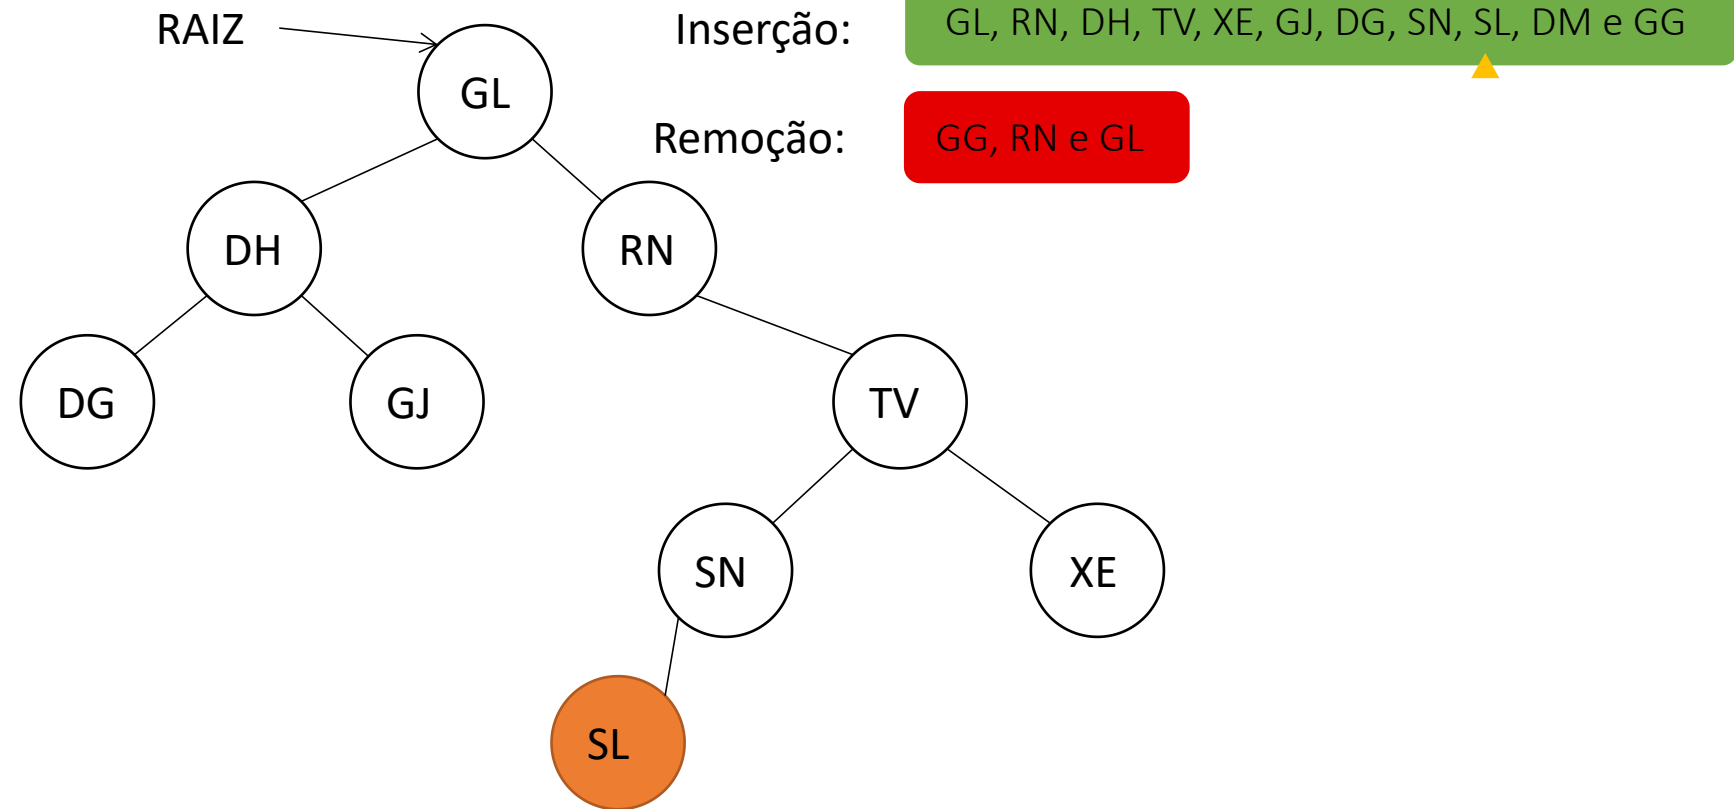 RAIZ
Inserção:
GL, RN, DH, TV, XE, GJ, DG, SN, SL, DM e GG
GL
Remoção:
GG, RN e GL
DH
RN
DG
GJ
TV
SN
XE
SL